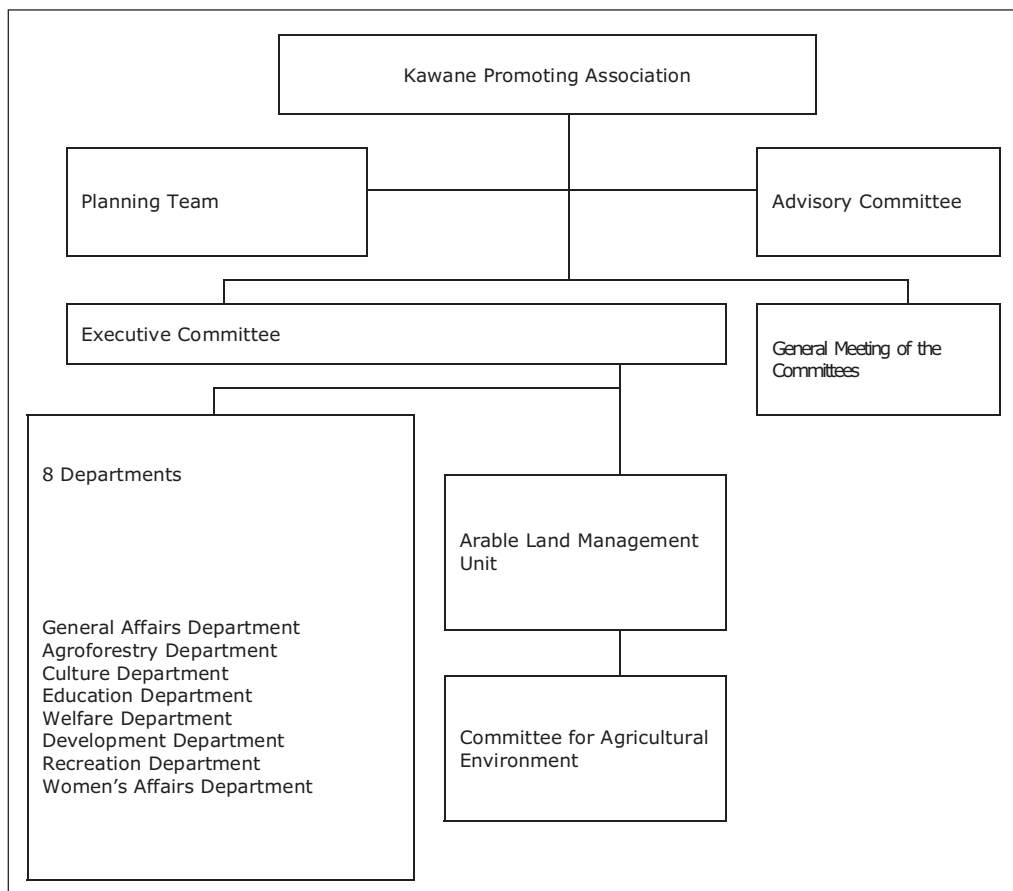 Kawane Promoting Association
Planning Team
Advisory Committee
Executive Committee
General Meeting of the
Committees
8 Departments
General Affairs Department
Agroforestry Department
Culture Department
Education Department
Welfare Department
Development Department
Recreation Department
Women’s Affairs Department
Arable Land Management
Unit
Committee for Agricultural
Environment